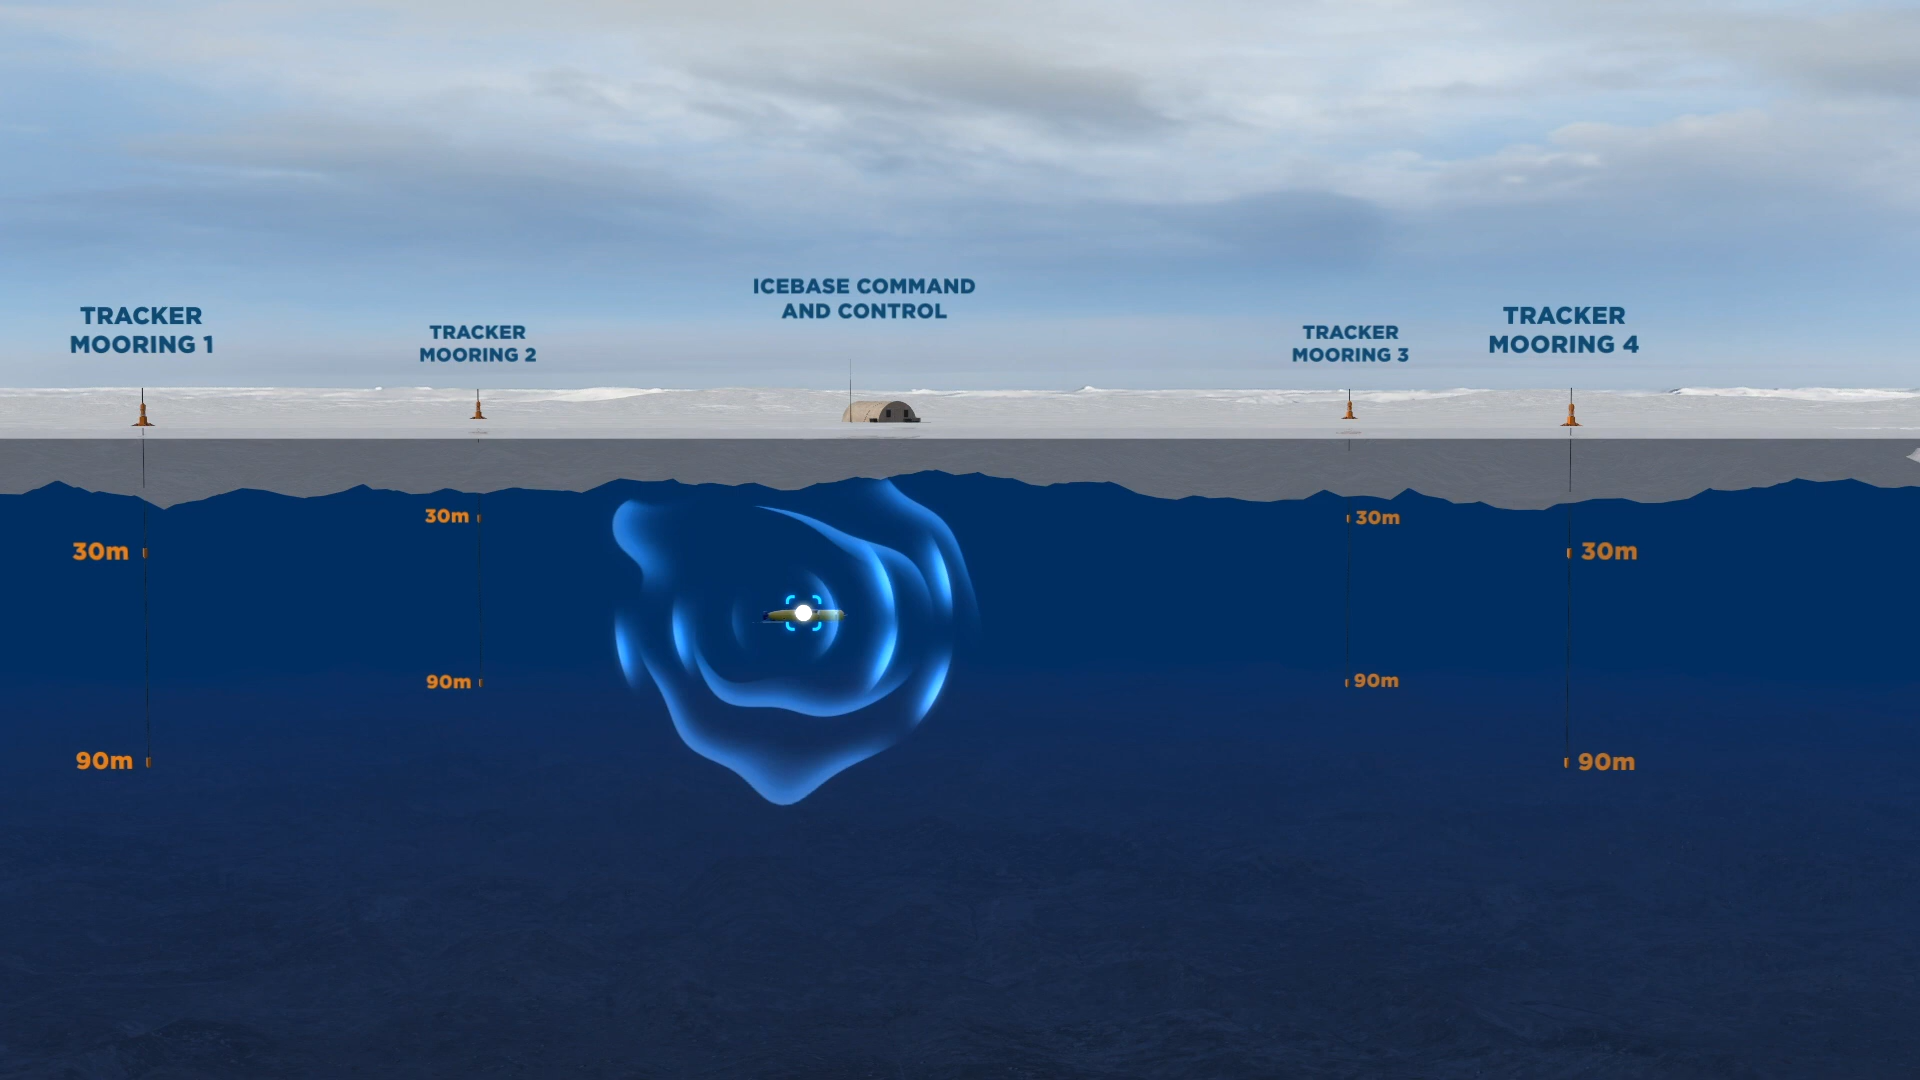 ICEBASE COMMAND
AND CONTROL
TRACKER
MOORING 1
TRACKER
MOORING 2
TRACKER
MOORING 3
TRACKER
MOORING 4
30m
30m
30m
30m
90m
90m
90m
90m